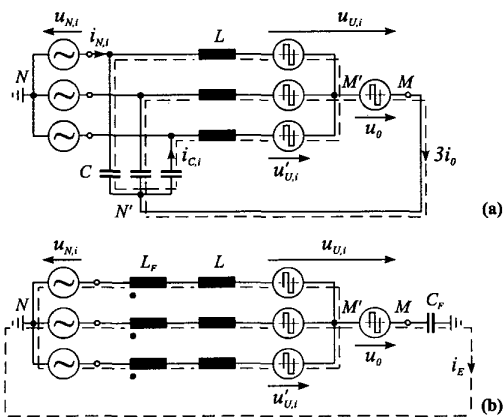 u_{N,i}
u_{U,i}
i_{N,i}
L
N
M'
M
u_0
i_{C,i}
3i_0
C
u'_{U,i}
N'
(a)
u_{N,i}
u_{U,i}
L_F
L
C_F
N
M'
M
u_0
i_E
u'_{U,i}
(b)